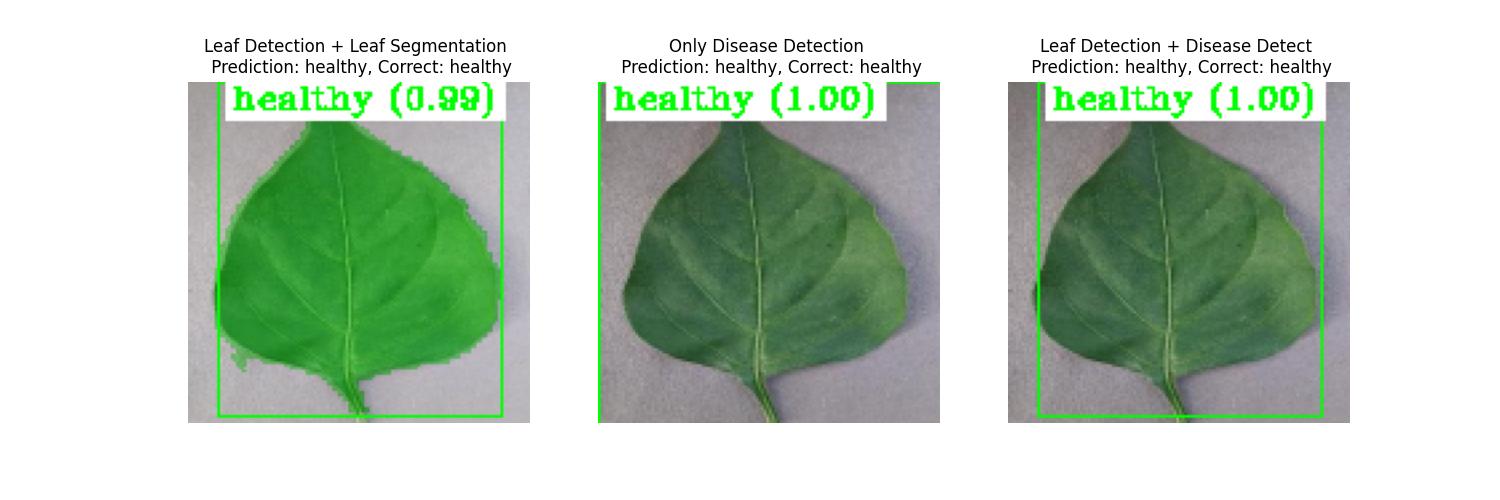 Leaf Detection + Leaf Segmentation
Prediction: healthy, Correct: healthy
healthy (0.99)
Only Disease Detection
Prediction: healthy, Correct: healthy
healthy (1.00)
Leaf Detection + Disease Detect
Prediction: healthy, Correct: healthy
healthy (1.00)